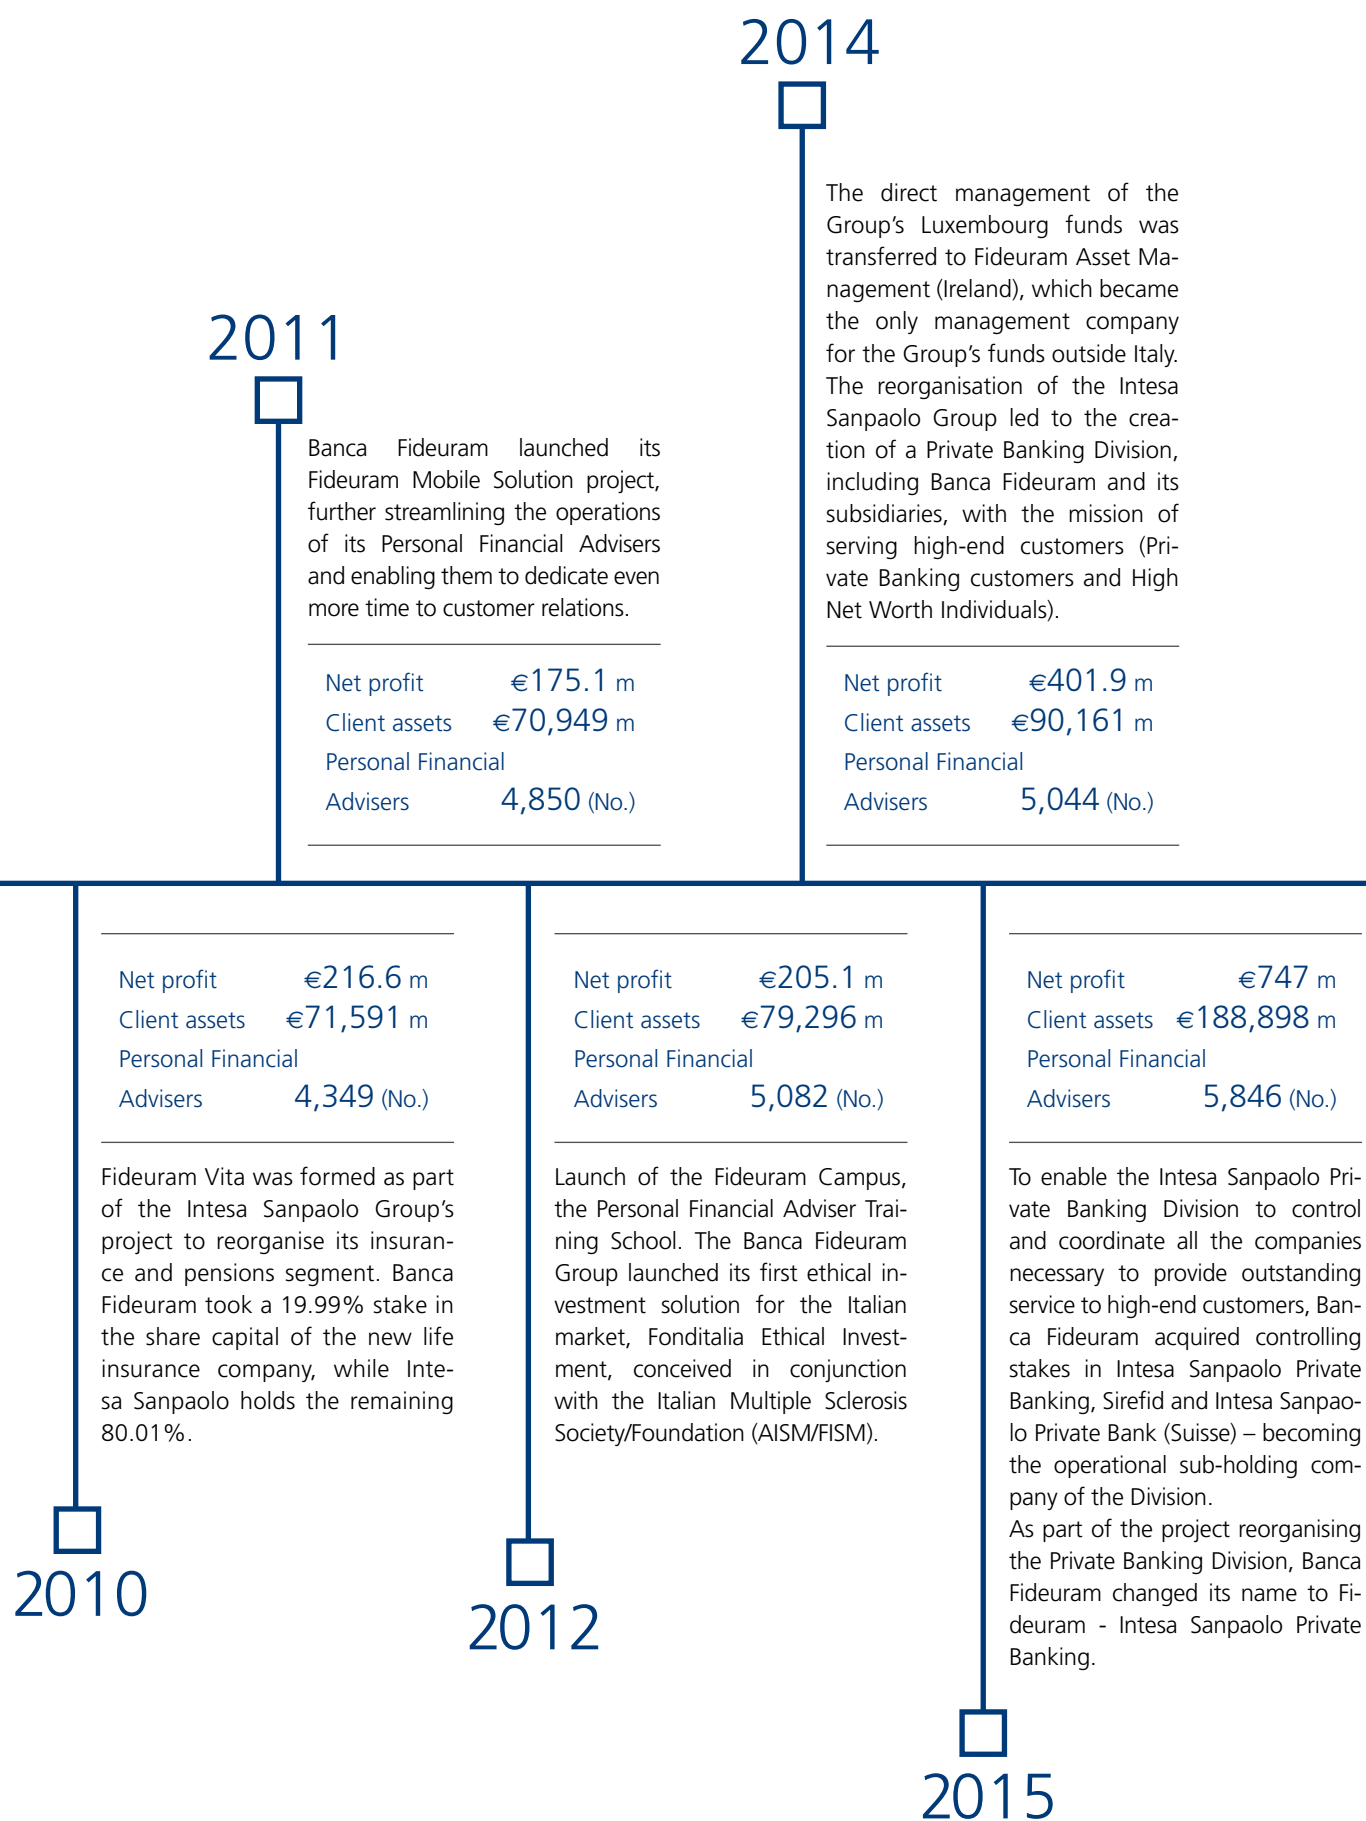 2014
The direct management of the
Group’s Luxembourg funds was
transferred to Fideuram Asset Ma-
nagement (Ireland), which became
the only management company
for the Group’s funds outside Italy.
The reorganisation of the Intesa
Sanpaolo Group led to the crea-
tion of a Private Banking Division,
including Banca Fideuram and its
subsidiaries, with the mission of
serving high-end customers (Pri-
vate Banking customers and High
Net Worth Individuals).
Net profit €401.9 m
Client assets €90,161 m
Personal Financial
Advisers 5,044 (No.)
2011
Banca Fideuram launched its
Fideuram Mobile Solution project,
further streamlining the operations
of its Personal Financial Advisers
and enabling them to dedicate even
more time to customer relations.
Net profit €175.1 m
Client assets €70,949 m
Personal Financial
Advisers 4,850 (No.)
Net profit €216.6 m
Client assets €71,591 m
Personal Financial
Advisers 4,349 (No.)
Fideuram Vita was formed as part
of the Intesa Sanpaolo Group’s
project to reorganise its insuran-
ce and pensions segment. Banca
Fideuram took a 19.99% stake in
the share capital of the new life
insurance company, while Inte-
sa Sanpaolo holds the remaining
80.01%.
2010
Net profit €205.1 m
Client assets €79,296 m
Personal Financial
Advisers 5,082 (No.)
Launch of the Fideuram Campus,
the Personal Financial Adviser Trai-
ning School. The Banca Fideuram
Group launched its first ethical in-
vestment solution for the Italian
market, Fonditalia Ethical Invest-
ment, conceived in conjunction
with the Italian Multiple Sclerosis
Society/Foundation (AISM/FISM).
2012
Net profit €747 m
Client assets €188,898 m
Personal Financial
Advisers 5,846 (No.)
To enable the Intesa Sanpaolo Pri-
vate Banking Division to control
and coordinate all the companies
necessary to provide outstanding
service to high-end customers, Ban-
ca Fideuram acquired controlling
stakes in Intesa Sanpaolo Private
Banking, Sirefid and Intesa Sanpao-
lo Private Bank (Suisse) – becoming
the operational sub-holding com-
pany of the Division.
As part of the project reorganising
the Private Banking Division, Banca
Fideuram changed its name to Fi-
deuram - Intesa Sanpaolo Private
Banking.
2015